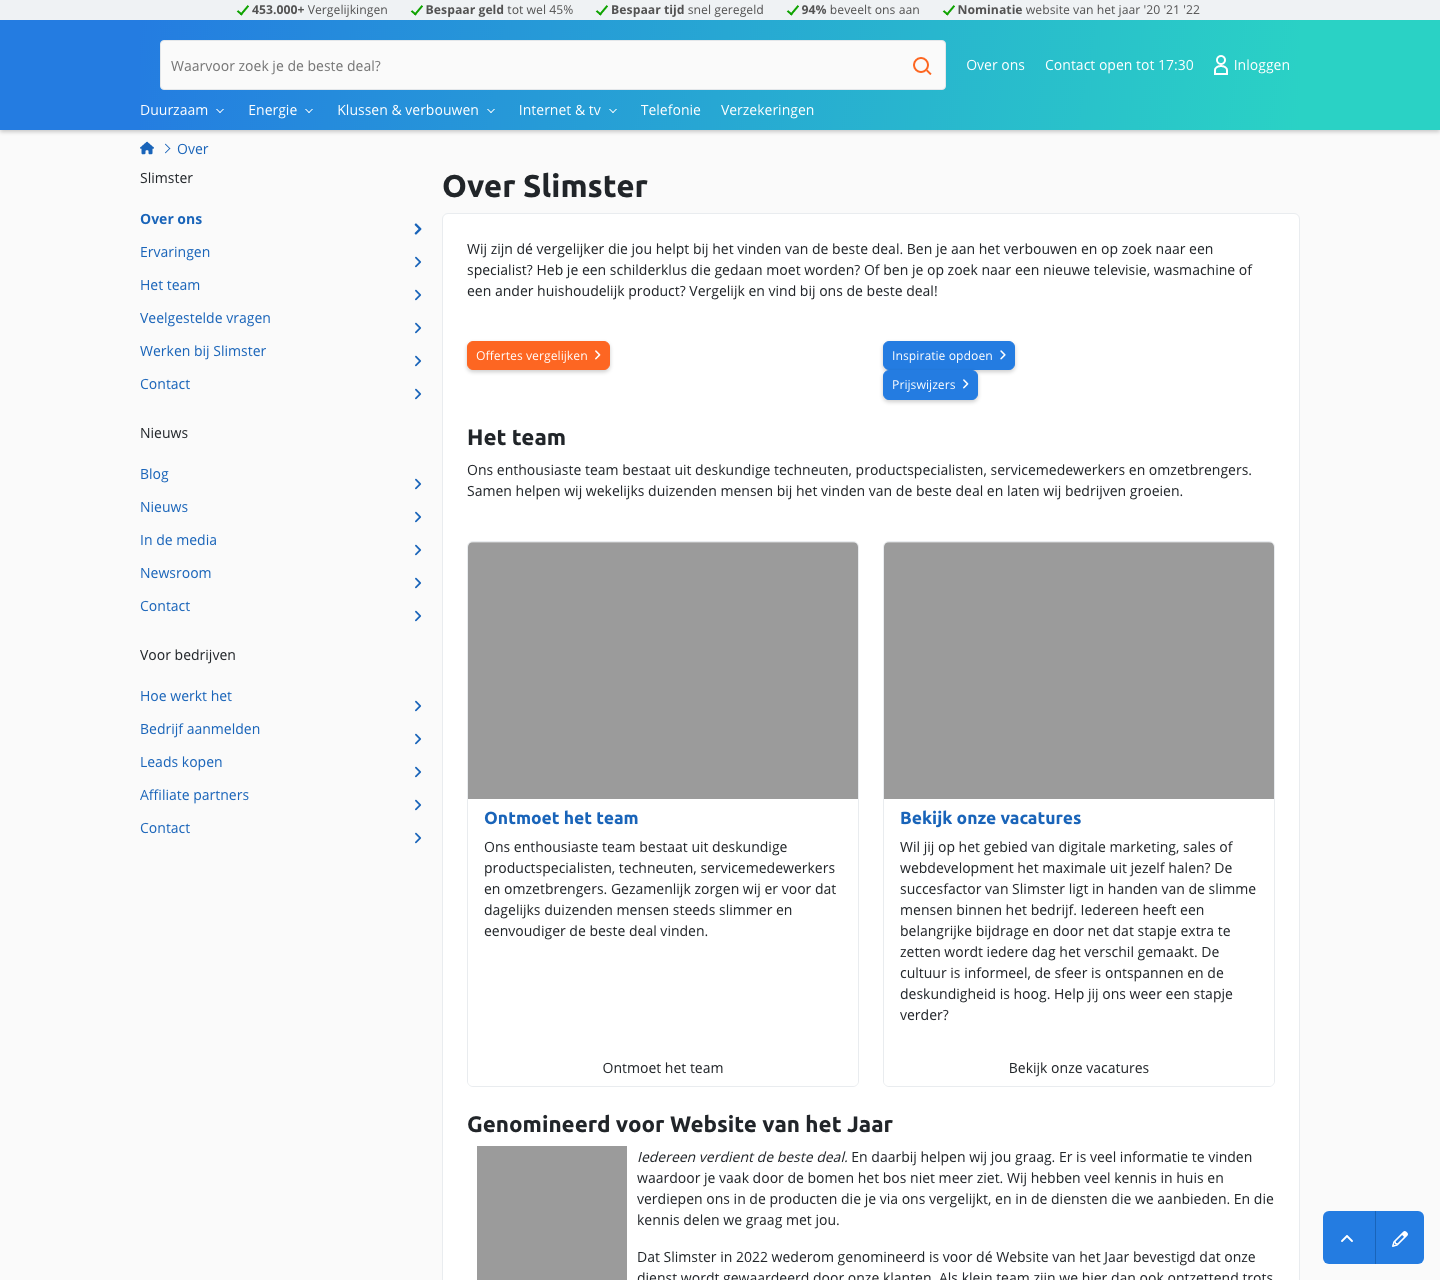 453.000+ Vergelijkingen
Bespaar geld tot wel 45%
Bespaar tijd snel geregeld
94% beveelt ons aan
Nominatie website van het jaar '20 '21 '22
Waarvoor zoek je de beste deal?
Over ons
Contact open tot 17:30
Inloggen
Duurzaam
Energie
Klussen & verbouwen
Internet & tv
Telefonie
Verzekeringen
Over
Slimster
Over ons
Ervaringen
Het team
Veelgestelde vragen
Werken bij Slimster
Contact
Nieuws
Blog
Nieuws
In de media
Newsroom
Contact
Voor bedrijven
Hoe werkt het
Bedrijf aanmelden
Leads kopen
Affiliate partners
Contact
Over Slimster
Wij zijn dé vergelijker die jou helpt bij het vinden van de beste deal. Ben je aan het verbouwen en op zoek naar een
specialist? Heb je een schilderklus die gedaan moet worden? Of ben je op zoek naar een nieuwe televisie, wasmachine of
een ander huishoudelijk product? Vergelijk en vind bij ons de beste deal!
Offertes vergelijken
Inspiratie opdoen
Prijswijzers
Het team
Ons enthousiaste team bestaat uit deskundige techneuten, productspecialisten, servicemedewerkers en omzetbrengers.
Samen helpen wij wekelijks duizenden mensen bij het vinden van de beste deal en laten wij bedrijven groeien.
Ontmoet het team
Ons enthousiaste team bestaat uit deskundige
productspecialisten, techneuten, servicemedewerkers
en omzetbrengers. Gezamenlijk zorgen wij er voor dat
dagelijks duizenden mensen steeds slimmer en
eenvoudiger de beste deal vinden.
Ontmoet het team
Bekijk onze vacatures
Wil jij op het gebied van digitale marketing, sales of
webdevelopment het maximale uit jezelf halen? De
succesfactor van Slimster ligt in handen van de slimme
mensen binnen het bedrijf. Iedereen heeft een
belangrijke bijdrage en door net dat stapje extra te
zetten wordt iedere dag het verschil gemaakt. De
cultuur is informeel, de sfeer is ontspannen en de
deskundigheid is hoog. Help jij ons weer een stapje
verder?
Bekijk onze vacatures
Genomineerd voor Website van het Jaar
Iedereen verdient de beste deal. En daarbij helpen wij jou graag. Er is veel informatie te vinden
waardoor je vaak door de bomen het bos niet meer ziet. Wij hebben veel kennis in huis en
verdiepen ons in de producten die je via ons vergelijkt, en in de diensten die we aanbieden. En die
kennis delen we graag met jou.
Dat Slimster in 2022 wederom genomineerd is voor dé Website van het Jaar bevestigd dat onze
dienst wordt gewaardeerd door onze klanten. Als klein team zijn we hier dan ook ontzettend trots